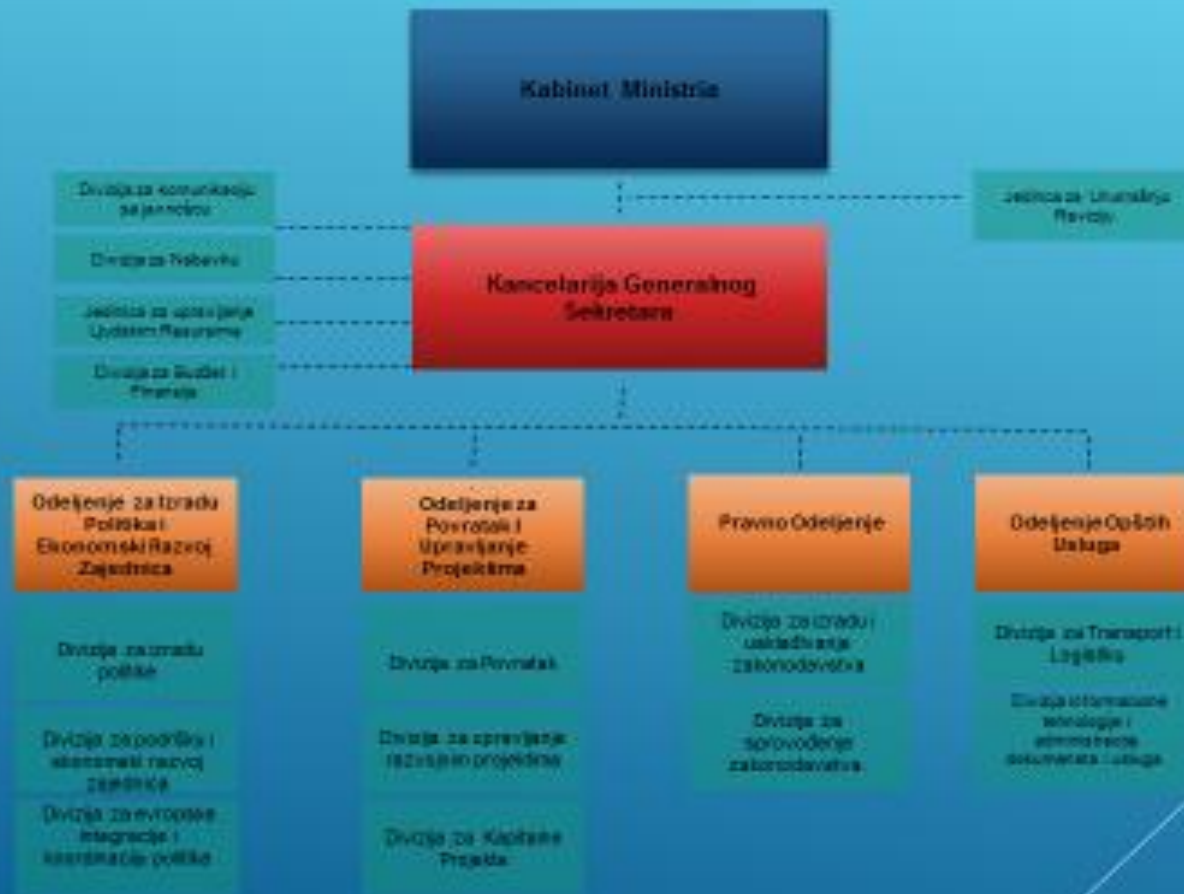 Kabinet Ministria
Divizija za komunikaciju
sa javnošću
Jedinica za Unutrašnju
Reviziju
Divizija za Nabavku
Kancelarija Generalnog
Sekretara
Jedinica za upravljanje
Ljudskim Resursima
Divizija za Budžet i
Finansije
Odeljenje za Izradu
Politika i
Ekonomski Razvoj
Zajednica
Divizija za izradu
politike
Divizija za podršku i
ekonomski razvoj
zajednica
Divizija za evropske
integracije i
koordinaciju politike
Odeljenje za
Povratak I
Upravljanje
Projektima
Divizija za Povratak
Divizija za upravljanje
razvojnim projektima
Divizija za Kapitalne
Projekte
Pravno Odeljenje
Divizija za izradu i
usklađivanje
zakonodavstva
Divizija za
sprovođenje
zakonodavstva
Odeljenje Opštih
Usluga
Divizija za Transport i
Logistiku
Divizija informacione
tehnologije i
administracije
dokumenata i usluga